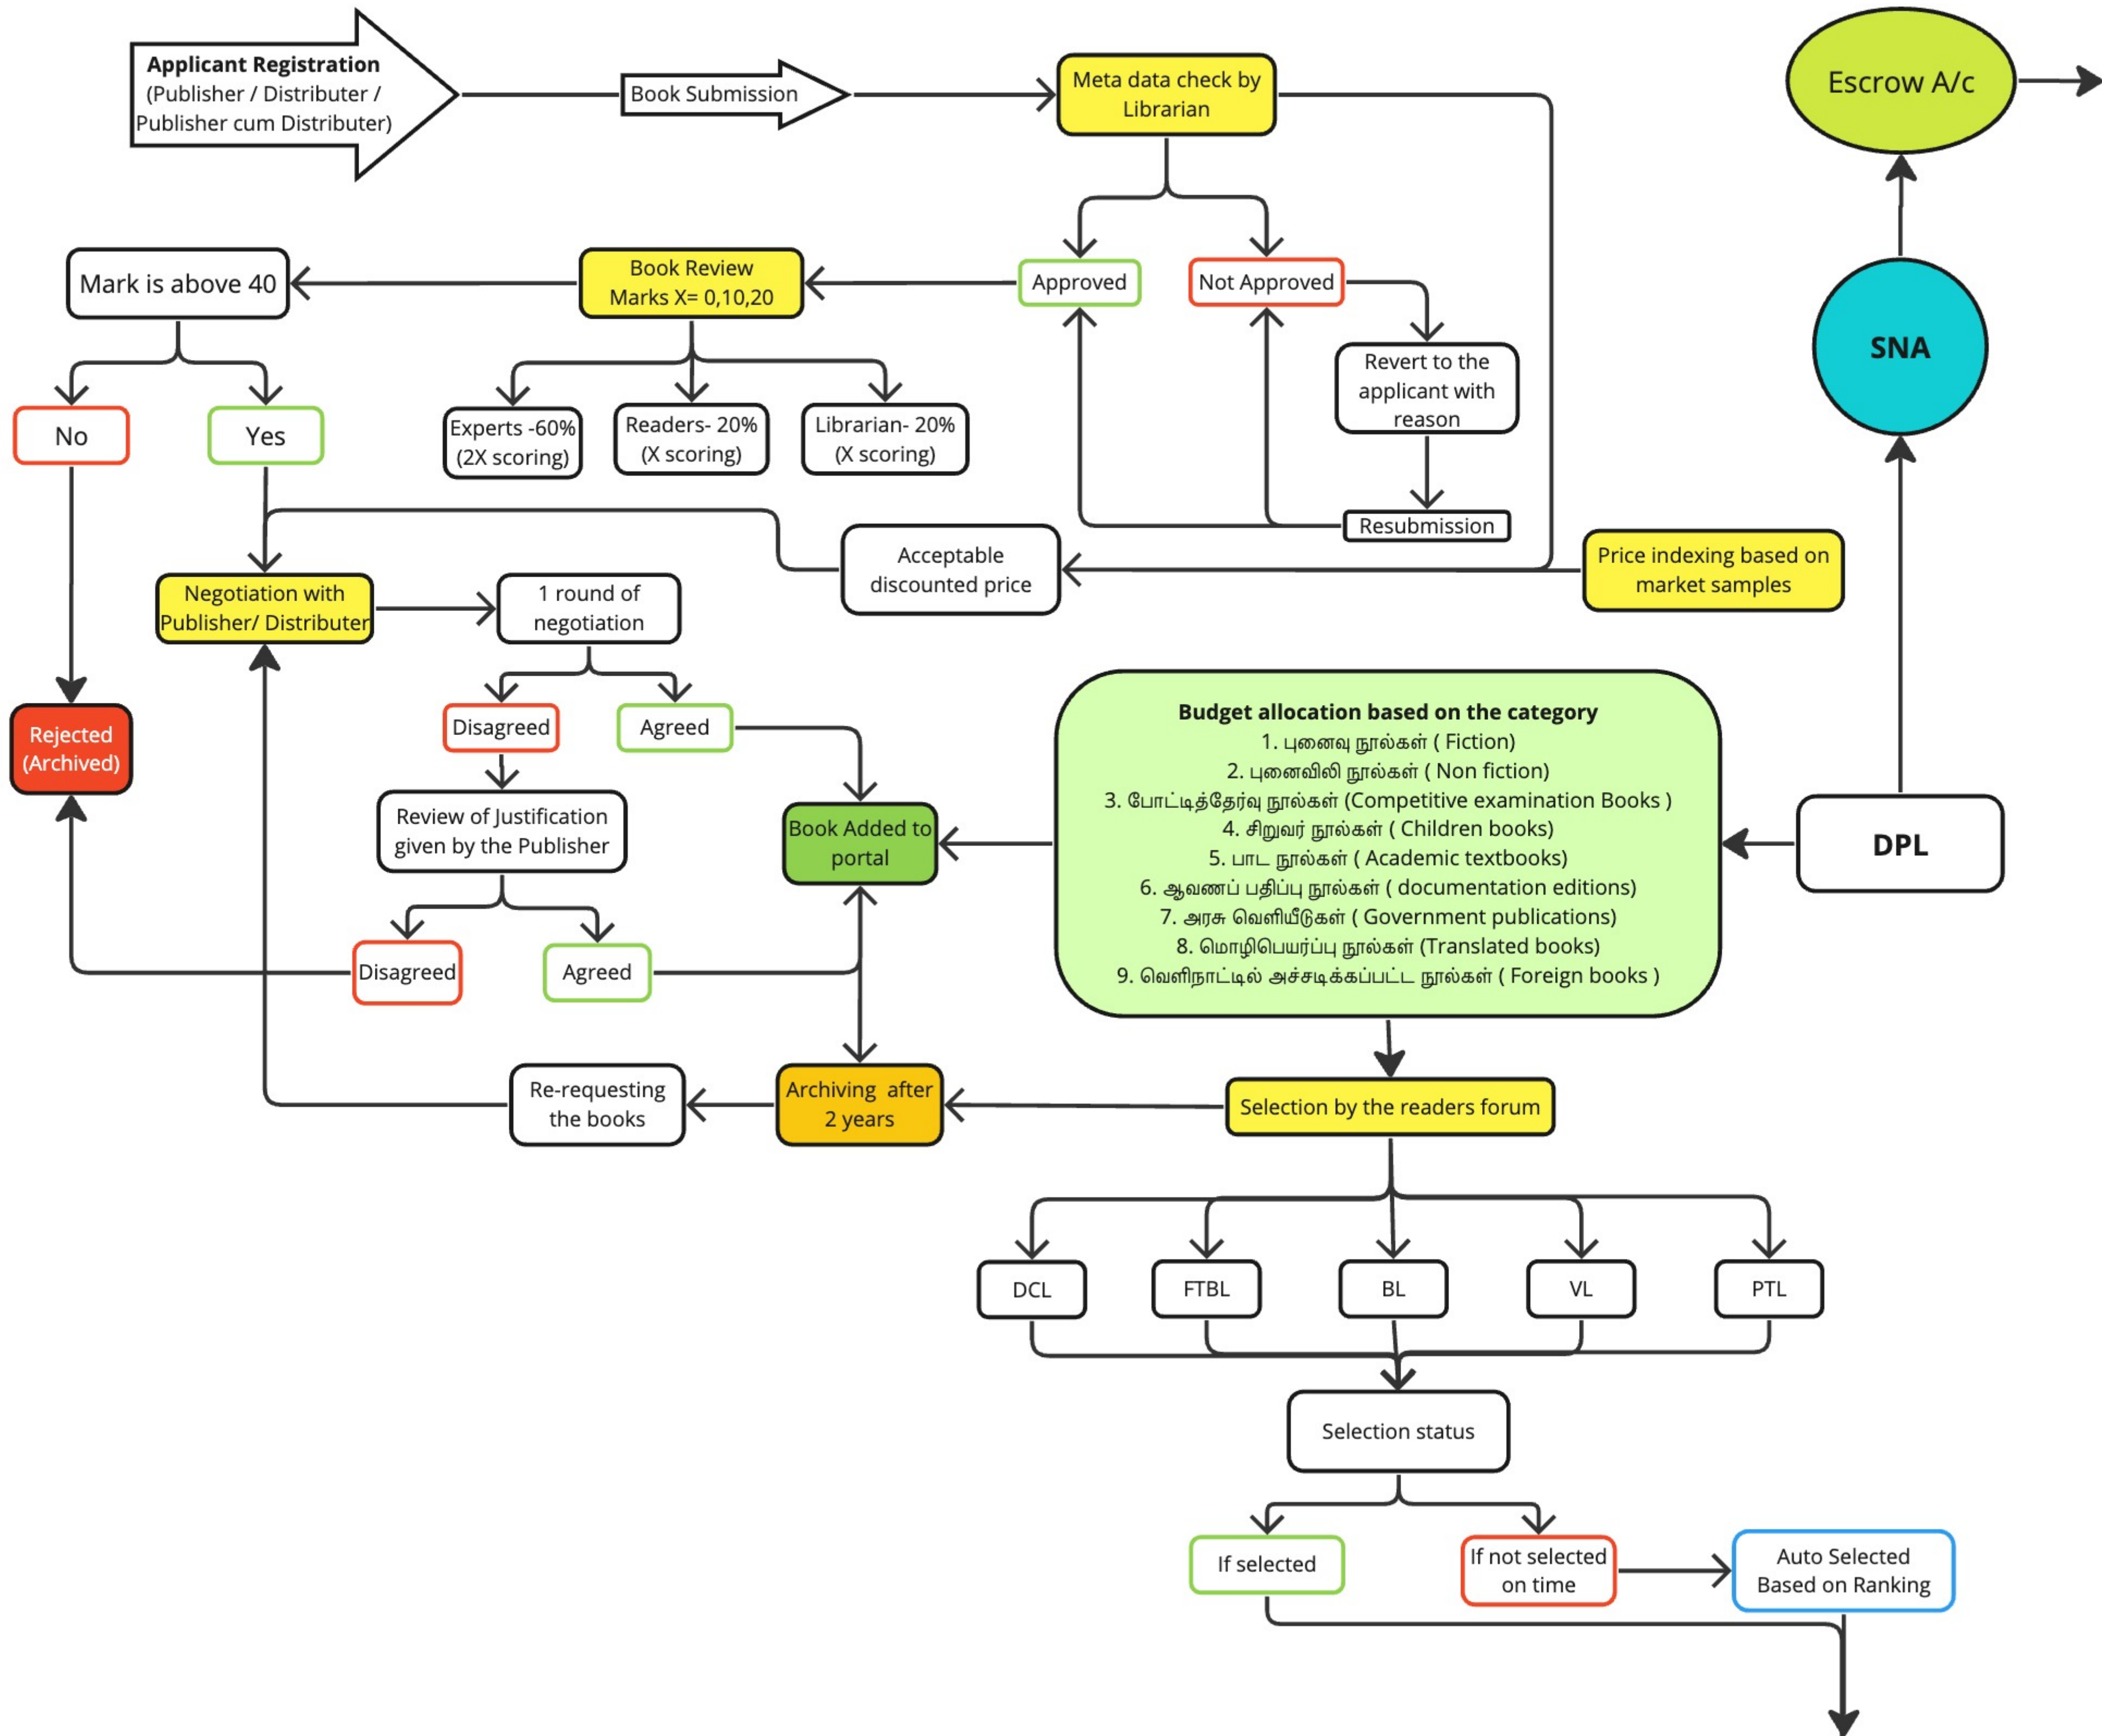 Applicant Registration
(Publisher / Distributer /
Publisher cum Distributer)
Book Submission
Meta data check by
Librarian
Escrow A/c
Mark is above 40
Book Review
Marks X= 0,10,20
Approved
Not Approved
SNA
Revert to the
applicant with
reason
No
Yes
Experts -60%
(2X scoring)
Readers- 20%
(X scoring)
Librarian- 20%
(X scoring)
Resubmission
Acceptable
discounted price
Price indexing based on
market samples
Negotiation with
Publisher/ Distributer
1 round of
negotiation
Rejected
(Archived)
Disagreed
Agreed
Review of Justification
given by the Publisher
Book Added to
portal
Budget allocation based on the category
1. புனைவு நூல்கள் ( Fiction)
2. புனைவிலி நூல்கள் ( Non fiction)
3. போட்டித்தேர்வு நூல்கள் (Competitive examination Books )
4. சிறுவர் நூல்கள் ( Children books)
5. பாட நூல்கள் ( Academic textbooks)
6. ஆவணப் பதிப்பு நூல்கள் ( documentation editions)
7. அரசு வெளியீடுகள் ( Government publications)
8. மொழிபெயர்ப்பு நூல்கள் (Translated books)
9. வெளிநாட்டில் அச்சடிக்கப்பட்ட நூல்கள் ( Foreign books )
DPL
Disagreed
Agreed
Re-requesting
the books
Archiving after
2 years
Selection by the readers forum
DCL
FTBL
BL
VL
PTL
Selection status
If selected
If not selected
on time
Auto Selected
Based on Ranking